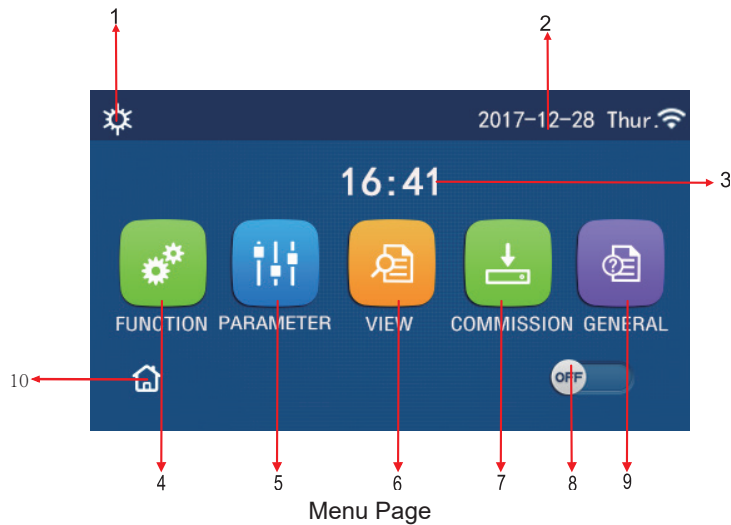 1
2
2017-12-28 Thur.
16:41
3
FUNCTION PARAMETER VIEW COMMISSION GENERAL
10
OFF
4 5 6 7 8 9
Menu Page